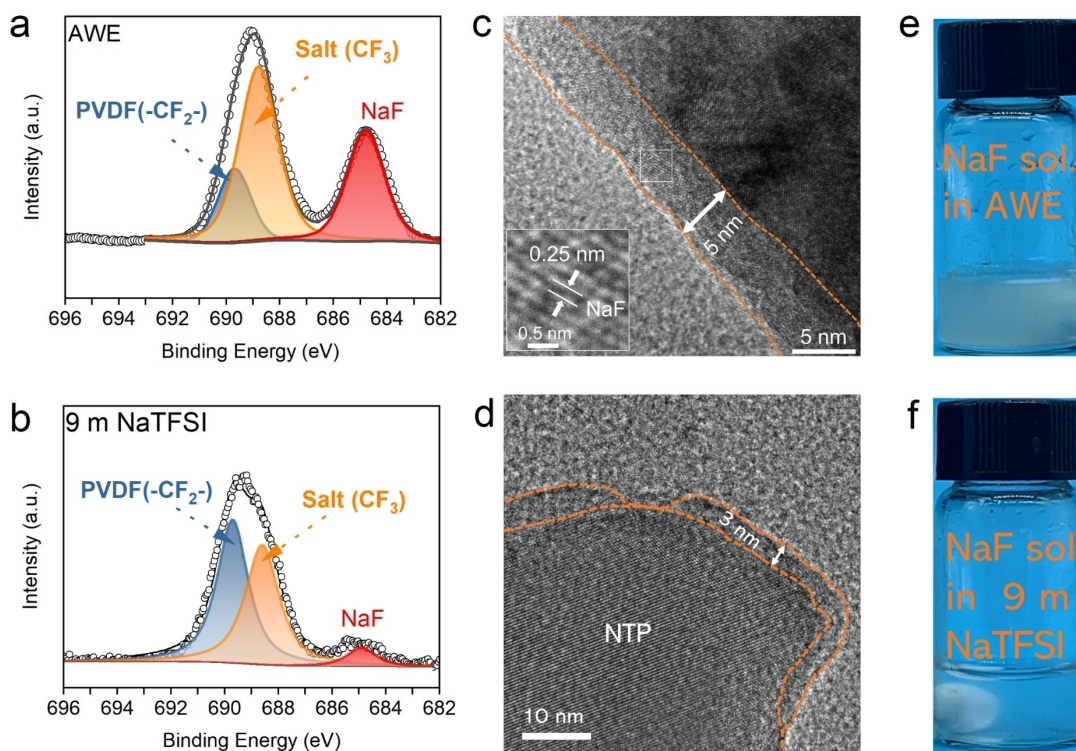 a
AWE
Salt (CF₃)
PVDF(-CF₂-)
NaF
Intensity (a.u.)
696 694 692 690 688 686 684 682
Binding Energy (eV)
b
9 m NaTFSI
PVDF(-CF₂-)
Salt (CF₃)
NaF
Intensity (a.u.)
696 694 692 690 688 686 684 682
Binding Energy (eV)
c
5 nm
0.25 nm
NaF
0.5 nm
5 nm
d
3 nm
NTP
10 nm
e
NaF sol.
in AWE
f
NaF sol
in 9 m
NaTFSI